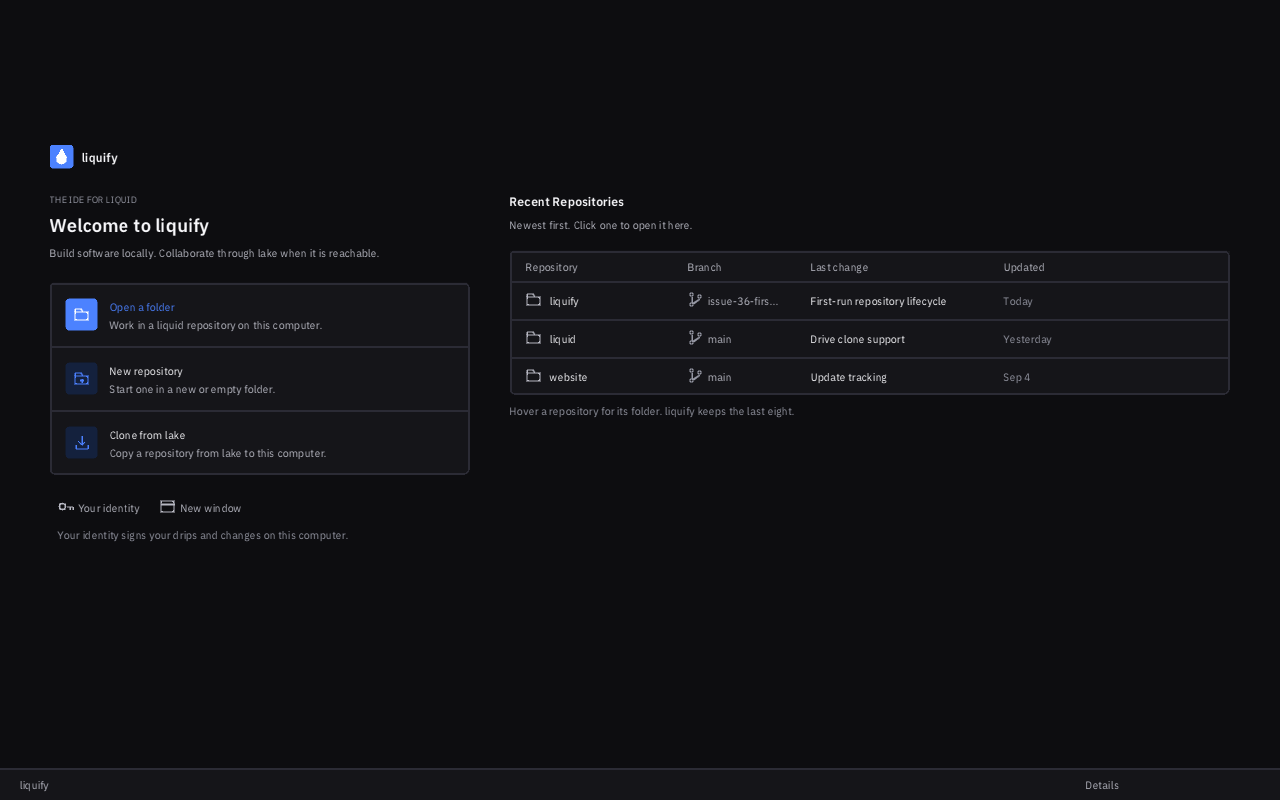 liquify
THE IDE FOR LIQUID
Welcome to liquify
Build software locally. Collaborate through lake when it is reachable.
Open a folder
Work in a liquid repository on this computer.
New repository
Start one in a new or empty folder.
Clone from lake
Copy a repository from lake to this computer.
Your identity New window
Your identity signs your drips and changes on this computer.
Recent Repositories
Newest first. Click one to open it here.
Repository Branch Last change Updated
liquify issue-36-firs... First-run repository lifecycle Today
liquid main Drive clone support Yesterday
website main Update tracking Sep 4
Hover a repository for its folder. liquify keeps the last eight.
liquify Details